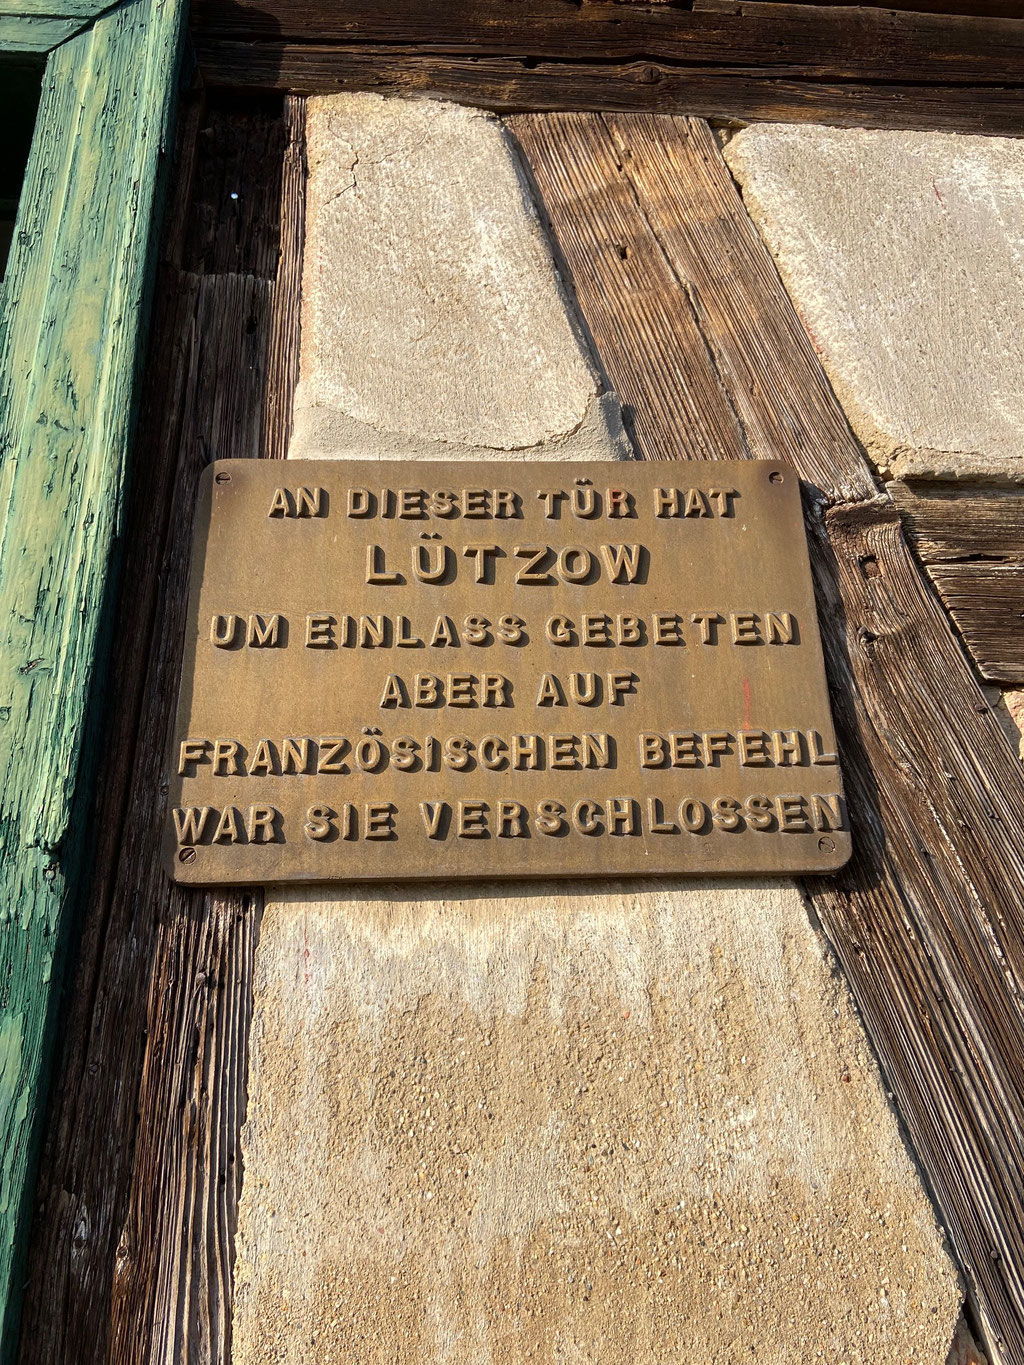 AN DIESER TÜR HAT
LÜTZOW
UM EINLASS GEBETEN
ABER AUF
FRANZÖSISCHEN BEFEHL
WAR SIE VERSCHLOSSEN